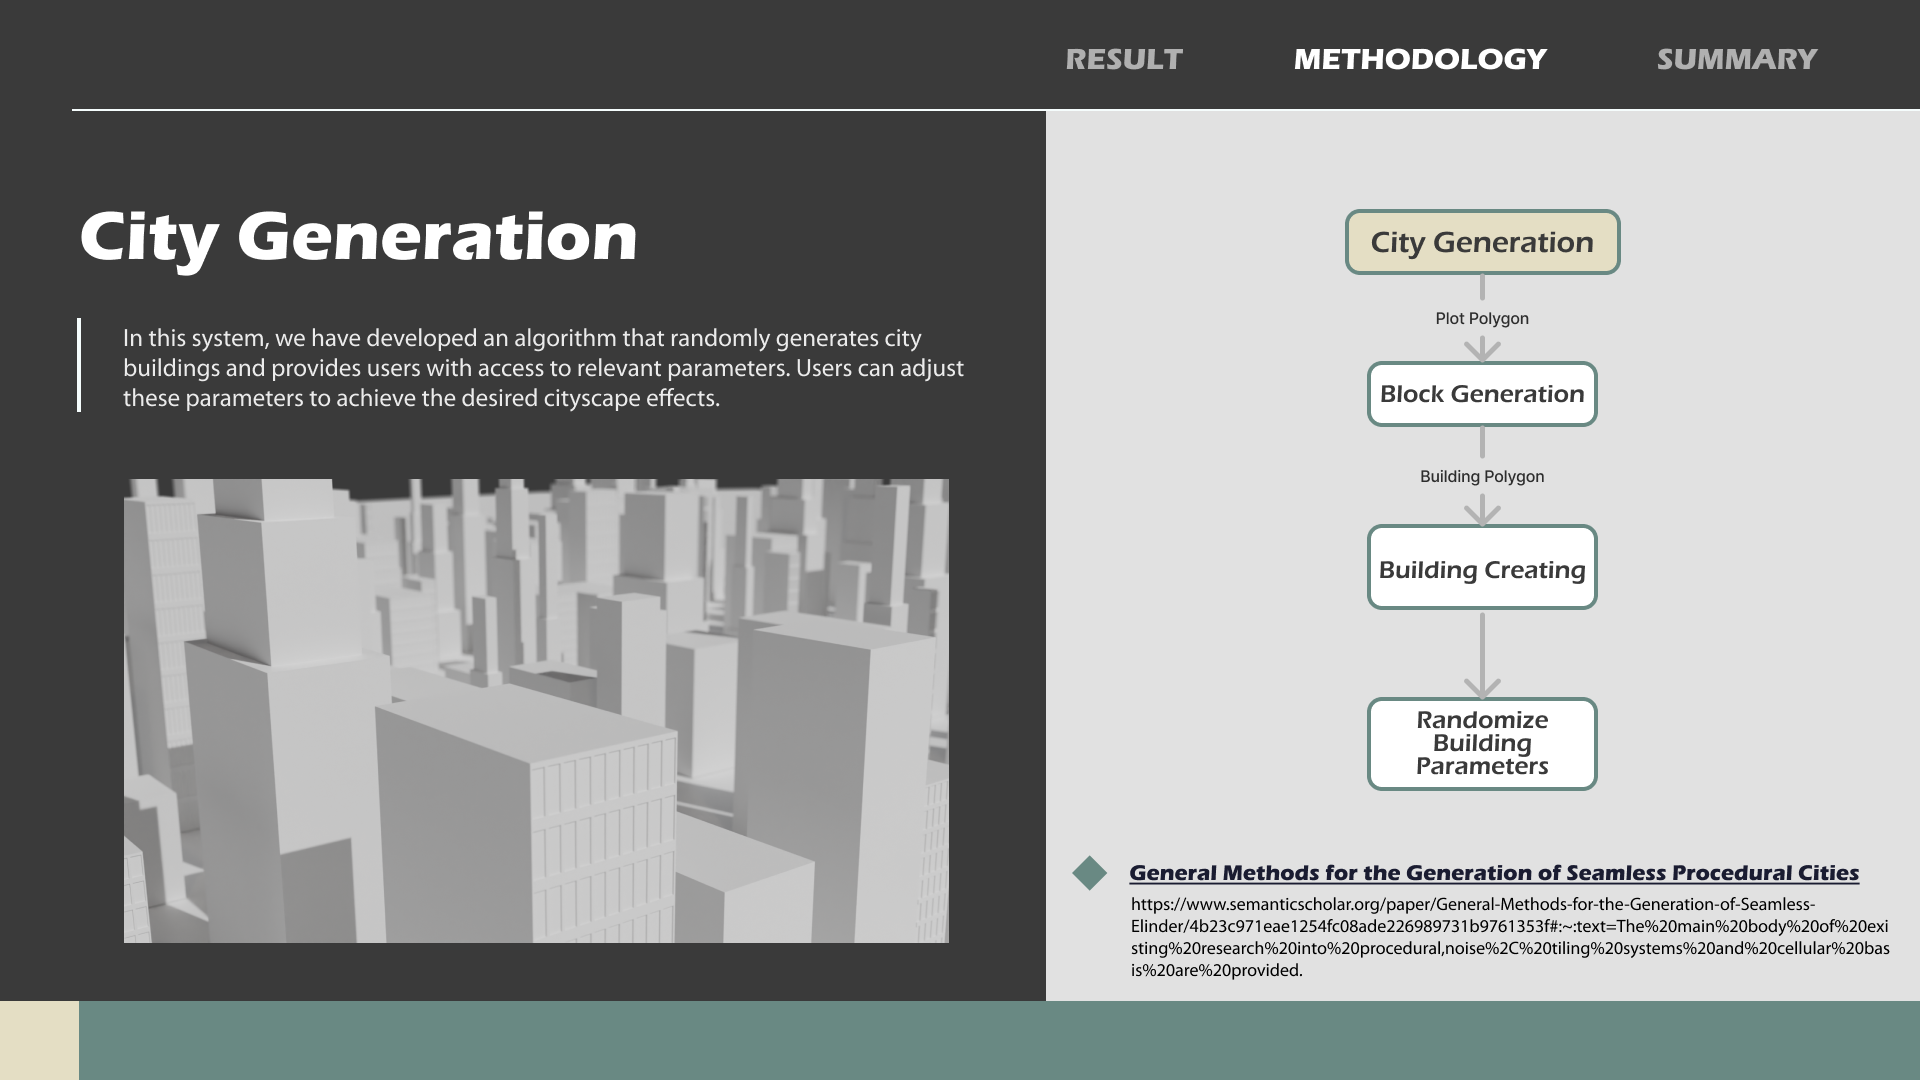 RESULT
METHODOLOGY
SUMMARY
City Generation
In this system, we have developed an algorithm that randomly generates city
buildings and provides users with access to relevant parameters. Users can adjust
these parameters to achieve the desired cityscape effects.
City Generation
Plot Polygon
Block Generation
Building Polygon
Building Creating
Randomize
Building
Parameters
General Methods for the Generation of Seamless Procedural Cities
https://www.semanticscholar.org/paper/General-Methods-for-the-Generation-of-Seamless-
Elinder/4b23c971eae1254fc08ade226989731b9761353f#:~:text=The%20main%20body%20of%20exi
sting%20research%20into%20procedural,noise%2C%20tiling%20systems%20and%20cellular%20bas
is%20are%20provided.